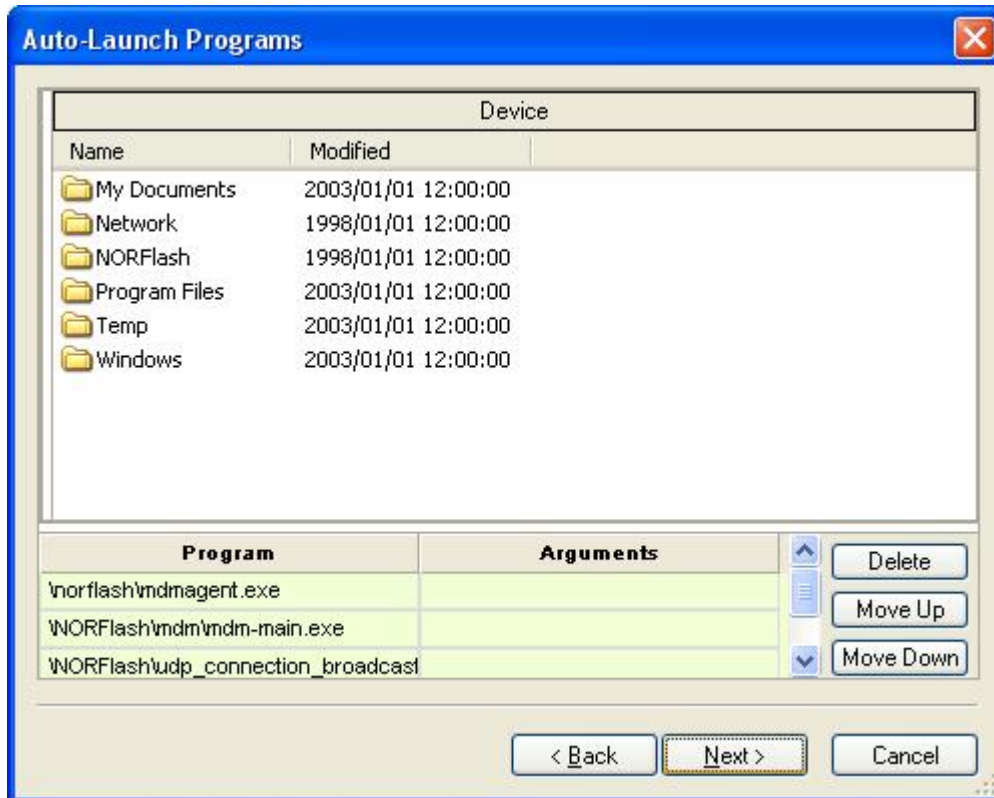 Auto-Launch Programs
Device
Name Modified
My Documents 2003/01/01 12:00:00
Network 1998/01/01 12:00:00
NORFlash 1998/01/01 12:00:00
Program Files 2003/01/01 12:00:00
Temp 2003/01/01 12:00:00
Windows 2003/01/01 12:00:00
Program Arguments
\norflash\mdmagent.exe
\NORFlash\mdm\mdm-main.exe
\NORFlash\udp_connection_broadcast
Delete
Move Up
Move Down
< Back Next > Cancel